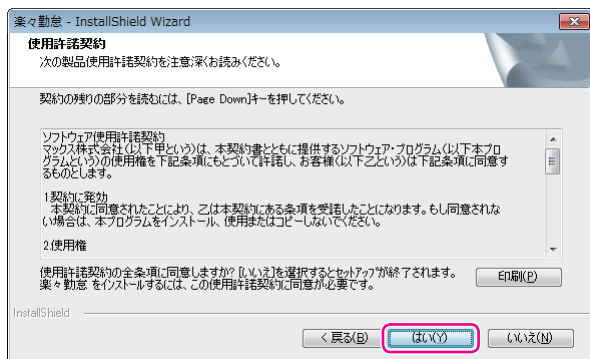 楽々勤怠 - InstallShield Wizard
使用許諾契約
次の製品使用許諾契約を注意深くお読みください。
契約の残りの部分を読むには、[Page Down]キーを押してください。
ソフトウェア使用許諾契約
マックス株式会社(以下甲という)は、本契約書とともに提供するソフトウェア・プログラム(以下本プロ
グラムという)の使用権を下記条項にもとづいて許諾し、お客様(以下乙という)は下記条項に同意す
るものとします。
1契約に発効
本契約に同意されたことにより、乙は本契約にある条項を受諾したことになります。もし同意されな
い場合は、本プログラムをインストール、使用またはコピーしないでください。
2.使用権
使用許諾契約の全条項に同意しますか? [いいえ]を選択するとセットアップが終了されます。
楽々勤怠 をインストールするには、この使用許諾契約に同意が必要です。
印刷(P)
InstallShield
< 戻る(B)
はい(Y)
いいえ(N)